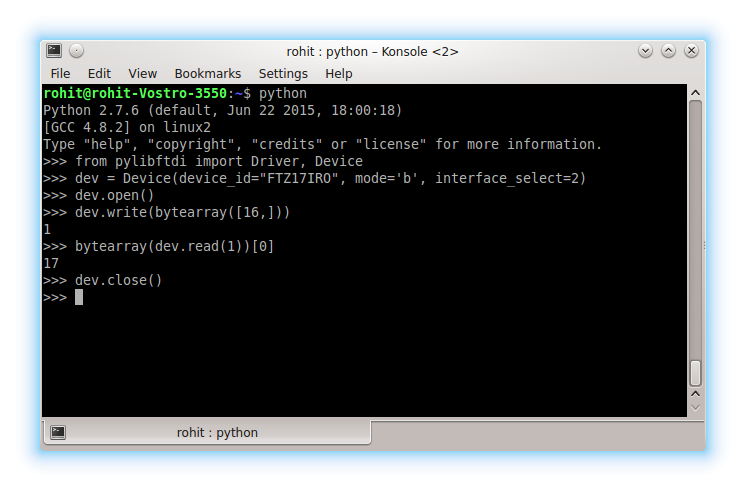 rohit : python – Konsole <2>
File Edit View Bookmarks Settings Help
rohit@rohit-Vostro-3550:~$ python
Python 2.7.6 (default, Jun 22 2015, 18:00:18)
[GCC 4.8.2] on linux2
Type "help", "copyright", "credits" or "license" for more information.
>>> from pylibftdi import Driver, Device
>>> dev = Device(device_id="FTZ17IRO", mode='b', interface_select=2)
>>> dev.open()
>>> dev.write(bytearray([16,]))
1
>>> bytearray(dev.read(1))[0]
17
>>> dev.close()
>>>
rohit : python